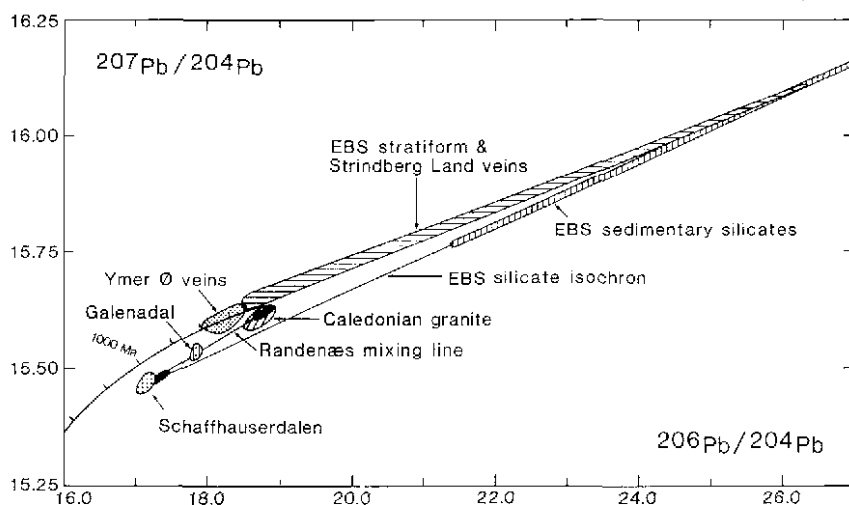 16.25
207Pb/204Pb
16.00
EBS stratiform &
Strindberg Land veins
EBS sedimentary silicates
15.75
Ymer Ø veins
EBS silicate isochron
Galenadal
Caledonian granite
1000 Ma
Randenæs mixing line
15.50
Schaffhauserdalen
206Pb/204Pb
15.25
16.0
18.0
20.0
22.0
24.0
26.0